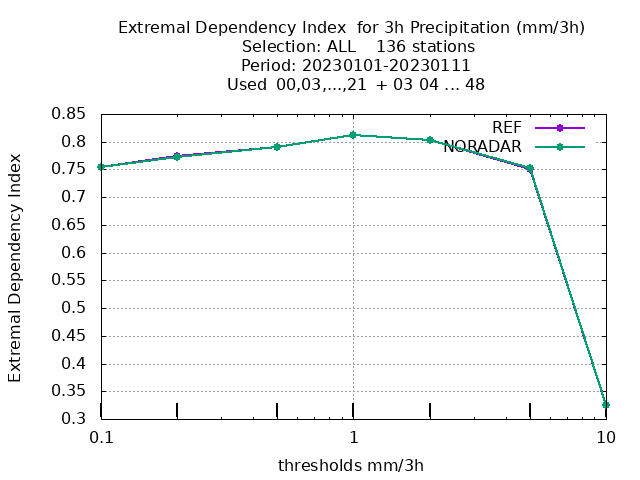 Extremal Dependency Index  for 3h Precipitation (mm/3h)
Selection: ALL    136 stations
Period: 20230101-20230111
Used  00,03,...,21  + 03 04 ... 48
REF
NORADAR
Extremal Dependency Index
0.85
0.8
0.75
0.7
0.65
0.6
0.55
0.5
0.45
0.4
0.35
0.3
0.1
1
10
thresholds mm/3h